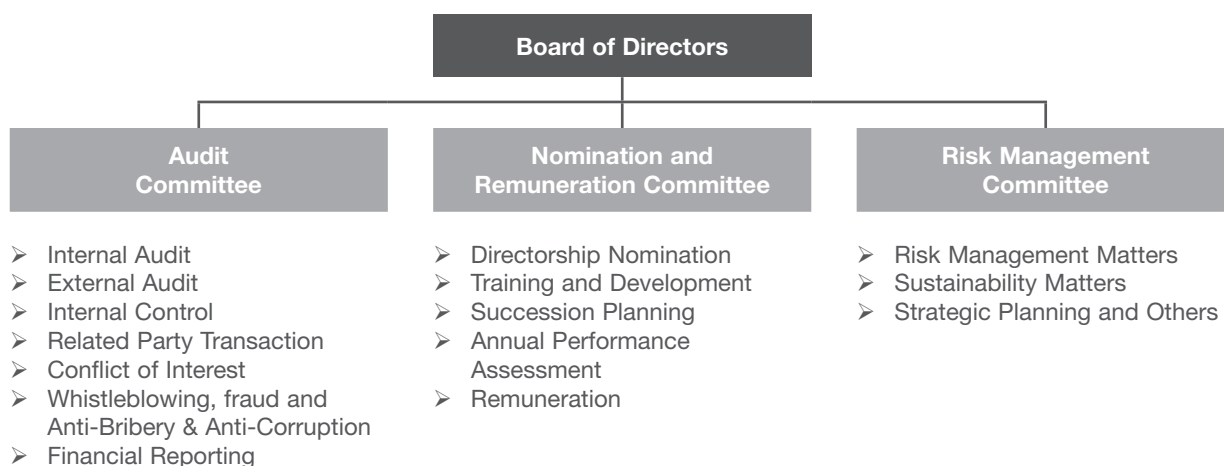 Board of Directors
Audit
Committee
➢ Internal Audit
➢ External Audit
➢ Internal Control
➢ Related Party Transaction
➢ Conflict of Interest
➢ Whistleblowing, fraud and
Anti-Bribery & Anti-Corruption
➢ Financial Reporting
Nomination and
Remuneration Committee
➢ Directorship Nomination
➢ Training and Development
➢ Succession Planning
➢ Annual Performance
Assessment
➢ Remuneration
Risk Management
Committee
➢ Risk Management Matters
➢ Sustainability Matters
➢ Strategic Planning and Others